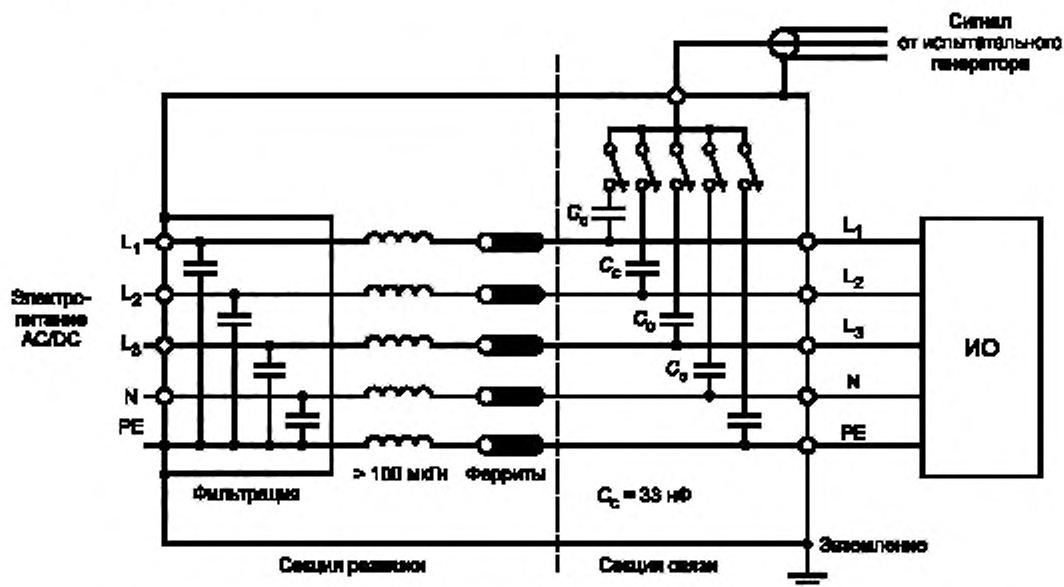 Сигнал
от испытательного
генератора
Cc
L1
L1
Cc
L2
L2
Электро-
питание
AC/DC
Cc
L3
L3
ИО
Cc
N
N
PE
PE
> 100 мкГн
Ферриты
Фильтрация
Cc = 33 нФ
Заземление
Секция развязки
Секция связи